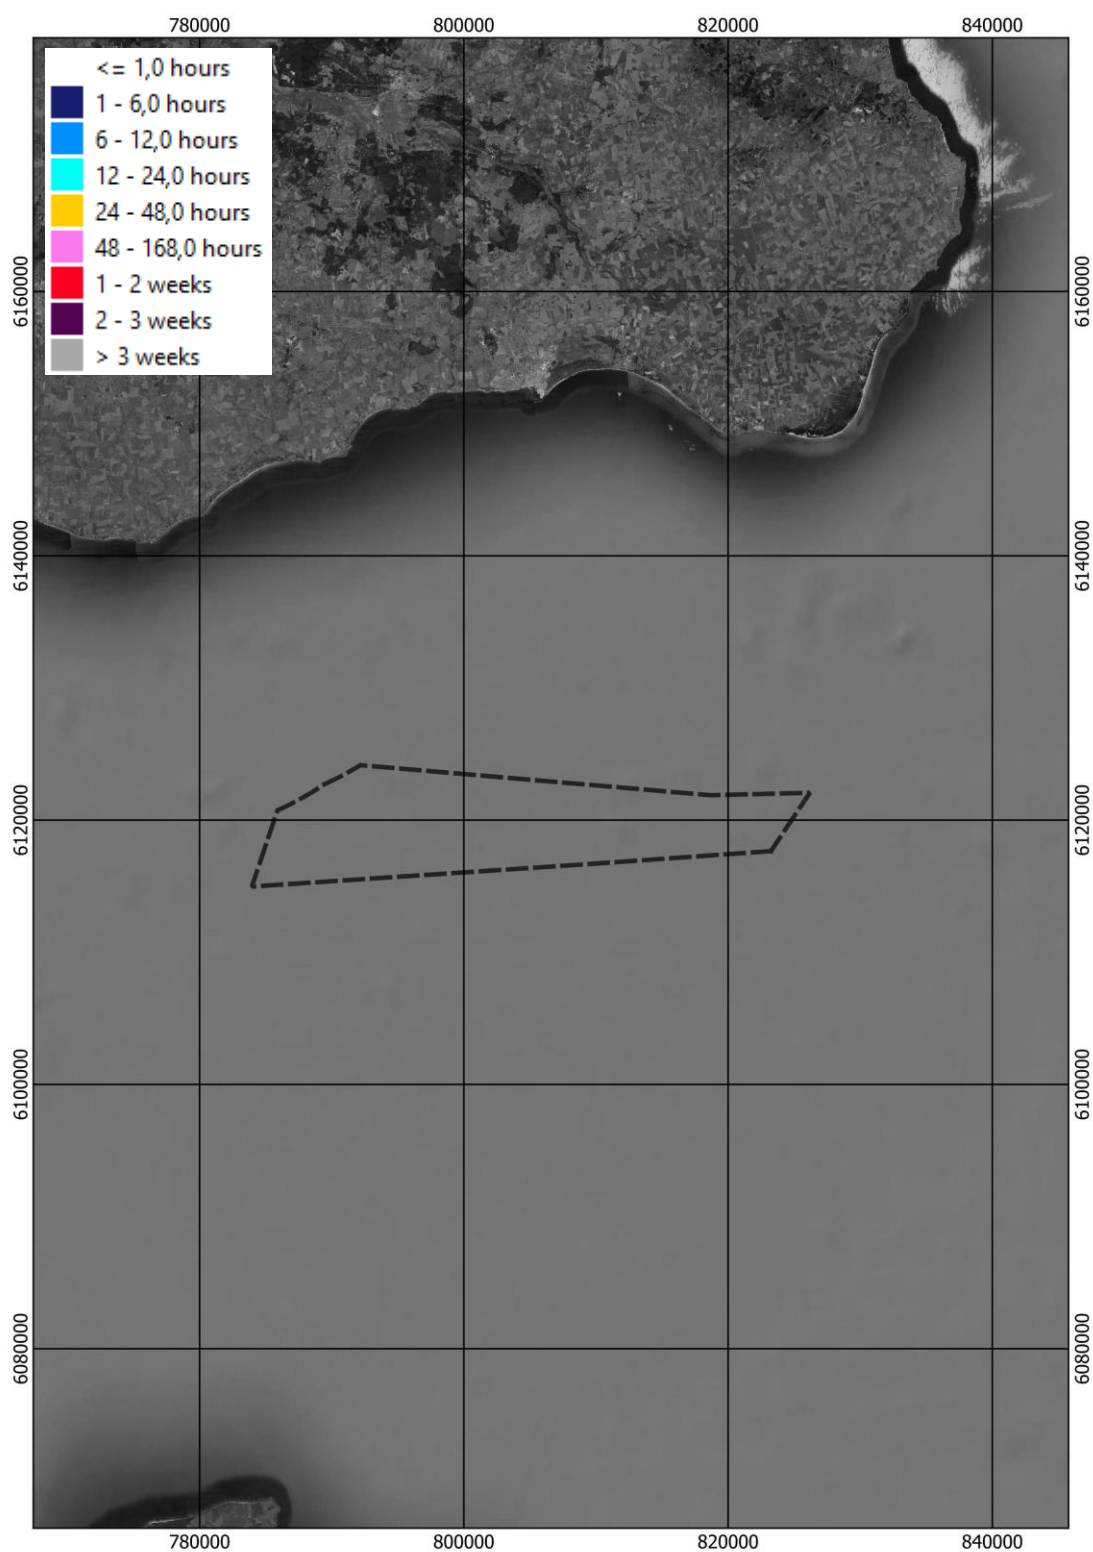 780000 800000 820000 840000
<= 1,0 hours
1 - 6,0 hours
6 - 12,0 hours
12 - 24,0 hours
24 - 48,0 hours
48 - 168,0 hours
1 - 2 weeks
2 - 3 weeks
> 3 weeks
6160000 6160000
6140000 6140000
6120000 6120000
6100000 6100000
6080000 6080000
780000 800000 820000 840000